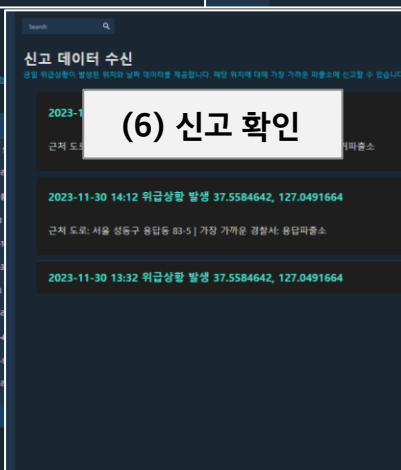 Search
신고 데이터 수신
금일 위급상황이 발생된 위치와 날짜 데이터를 제공합니다. 해당 위치에 대해 가장 가까운 파출소에 신고할 수 있습니다
2023-1
(6) 신고 확인
근처 도로
파출소
2023-11-30 14:12 위급상황 발생 37.5584642, 127.0491664
근처 도로: 서울 성동구 용답동 83-5 | 가장 가까운 경찰서: 용답파출소
2023-11-30 13:32 위급상황 발생 37.5584642, 127.0491664